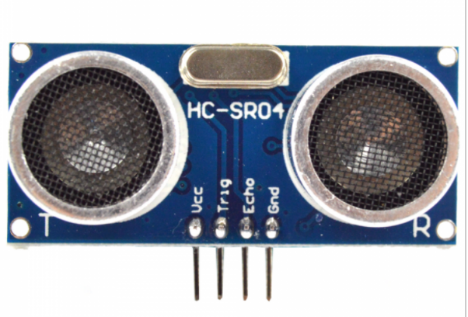 HC-SR04
Vcc
Trig
Echo
Gnd
T
R